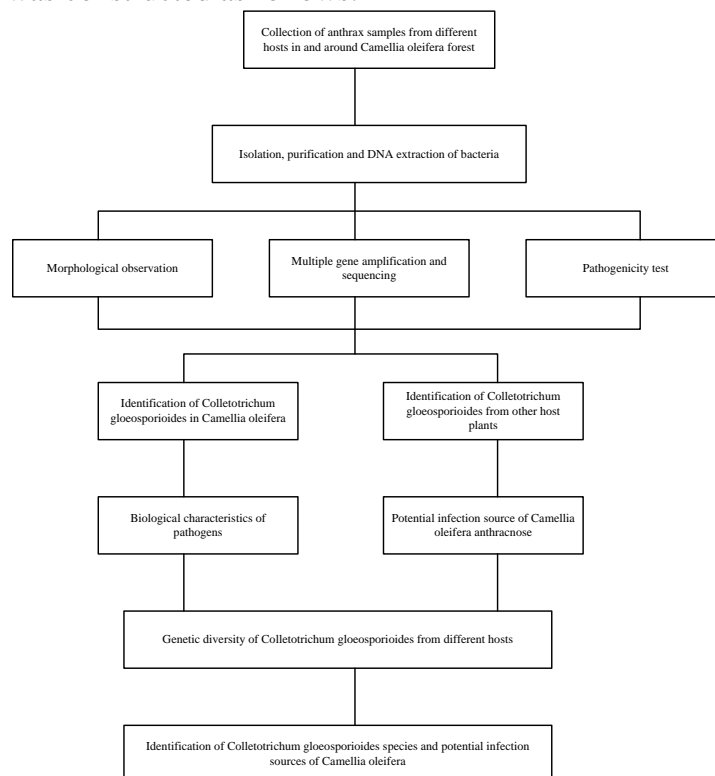 Collection of anthrax samples from different
hosts in and around Camellia oleifera forest
Isolation, purification and DNA extraction of bacteria
Morphological observation
Multiple gene amplification and
sequencing
Pathogenicity test
Identification of Colletotrichum
gloeosporioides in Camellia oleifera
Identification of Colletotrichum
gloeosporioides from other host
plants
Biological characteristics of
pathogens
Potential infection source of Camellia
oleifera anthracnose
Genetic diversity of Colletotrichum gloeosporioides from different hosts
Identification of Colletotrichum gloeosporioides species and potential infection
sources of Camellia oleifera